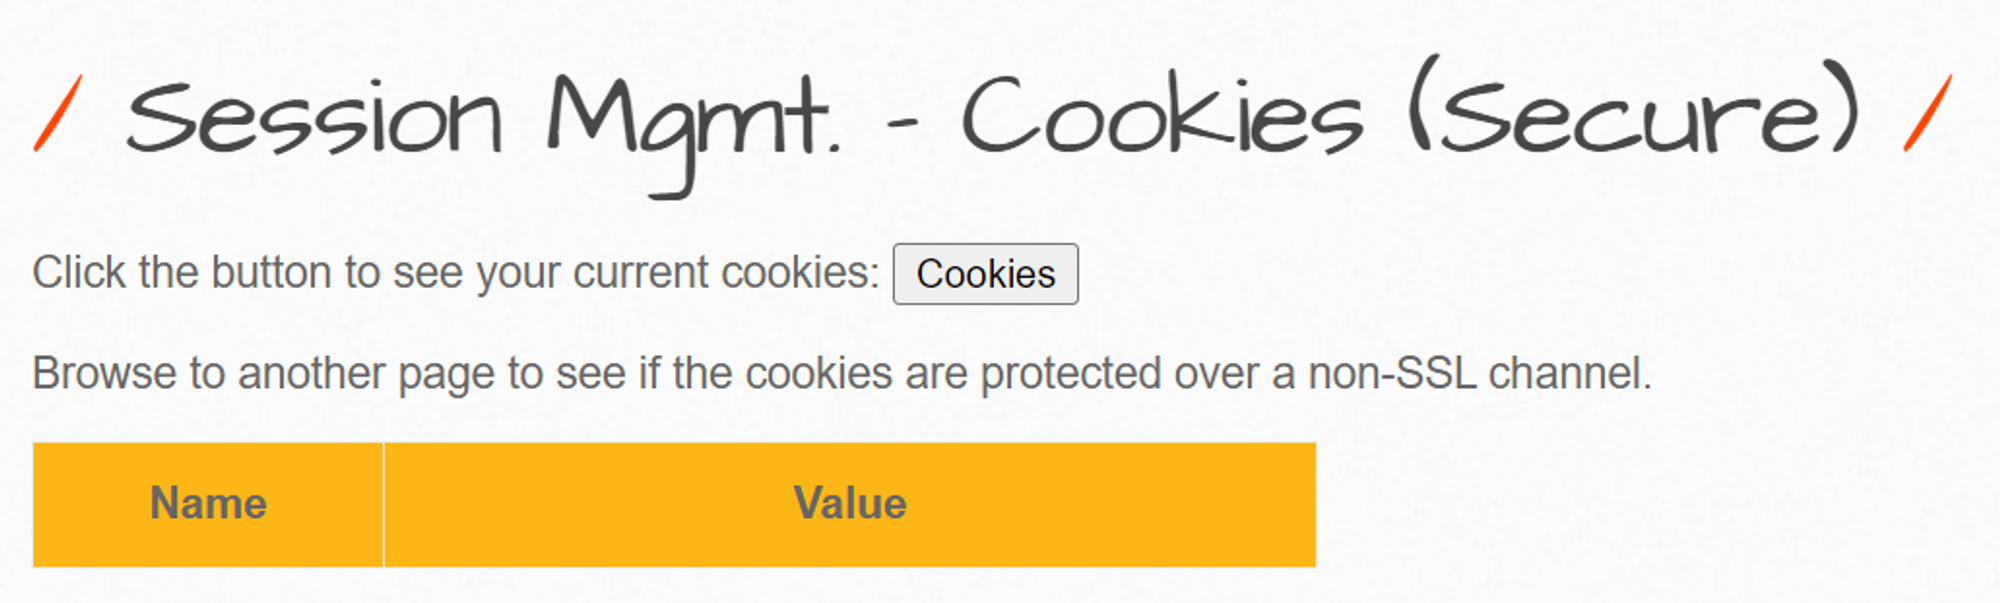 / Session Mgmt. - Cookies (Secure) /
Click the button to see your current cookies: Cookies
Browse to another page to see if the cookies are protected over a non-SSL channel.
Name Value